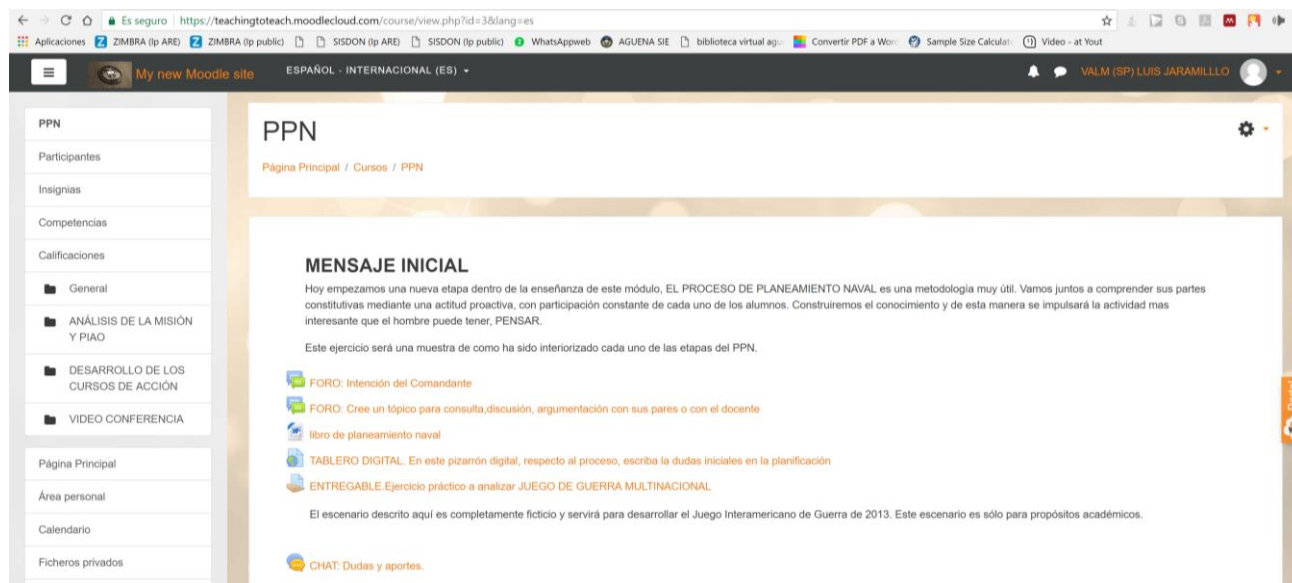 Es seguro https://teachingtoteach.moodlecloud.com/course/view.php?id=3&lang=es
Aplicaciones ZIMBRA (Ip ARE) ZIMBRA (Ip public) SISDON (Ip ARE) SISDON (Ip public) WhatsAppweb AGUENA SIE biblioteca virtual agu Convertir PDF a Wor Sample Size Calculat Video - at Yout
My new Moodle site ESPAÑOL - INTERNACIONAL (ES) VALM (SP) LUIS JARAMILLLO
PPN
Participantes
Insignias
Competencias
Calificaciones
General
ANÁLISIS DE LA MISIÓN
Y PIAO
DESARROLLO DE LOS
CURSOS DE ACCIÓN
VIDEO CONFERENCIA
Página Principal
Área personal
Calendario
Ficheros privados
PPN
Página Principal / Cursos / PPN
MENSAJE INICIAL
Hoy empezamos una nueva etapa dentro de la enseñanza de este módulo, EL PROCESO DE PLANEAMIENTO NAVAL es una metodología muy útil. Vamos juntos a comprender sus partes
constitutivas mediante una actitud proactiva, con participación constante de cada uno de los alumnos. Construiremos el conocimiento y de esta manera se impulsará la actividad mas
interesante que el hombre puede tener, PENSAR.
Este ejercicio será una muestra de como ha sido interiorizado cada uno de las etapas del PPN.
FORO: Intención del Comandante
FORO: Cree un tópico para consulta,discusión, argumentación con sus pares o con el docente
libro de planeamiento naval
TABLERO DIGITAL. En este pizarrón digital, respecto al proceso, escriba la dudas iniciales en la planificación
ENTREGABLE.Ejercicio práctico a analizar JUEGO DE GUERRA MULTINACIONAL
El escenario descrito aquí es completamente ficticio y servirá para desarrollar el Juego Interamericano de Guerra de 2013. Este escenario es sólo para propósitos académicos.
CHAT: Dudas y aportes.